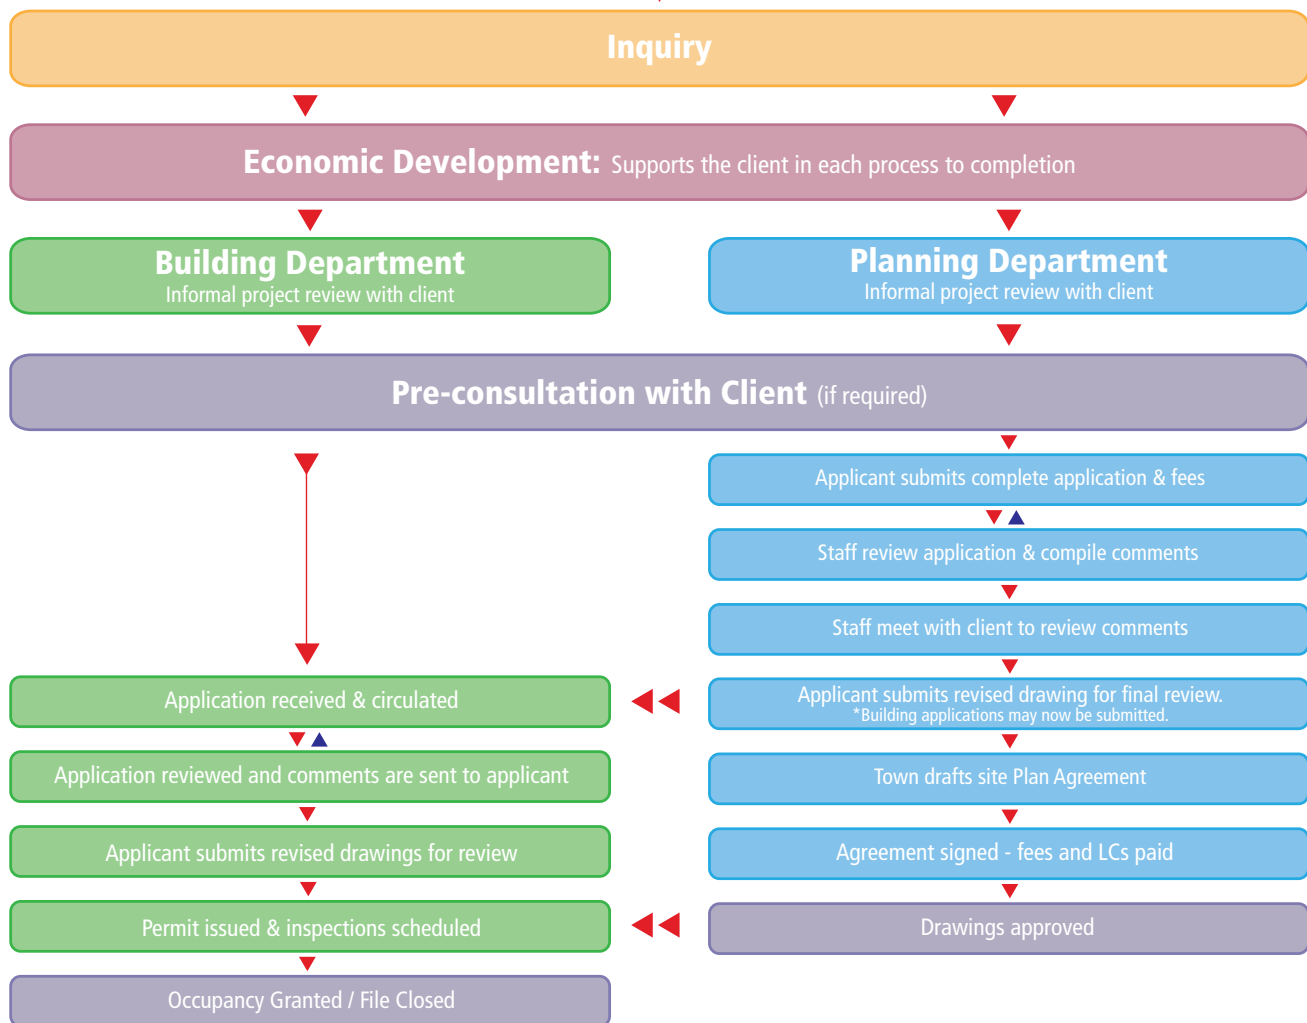 Inquiry
Economic Development: Supports the client in each process to completion
Building Department
Informal project review with client
Planning Department
Informal project review with client
Pre-consultation with Client (if required)
Applicant submits complete application & fees
Staff review application & compile comments
Staff meet with client to review comments
Application received & circulated
Applicant submits revised drawing for final review.
*Building applications may now be submitted.
Application reviewed and comments are sent to applicant
Town drafts site Plan Agreement
Applicant submits revised drawings for review
Agreement signed - fees and LCs paid
Permit issued & inspections scheduled
Drawings approved
Occupancy Granted / File Closed